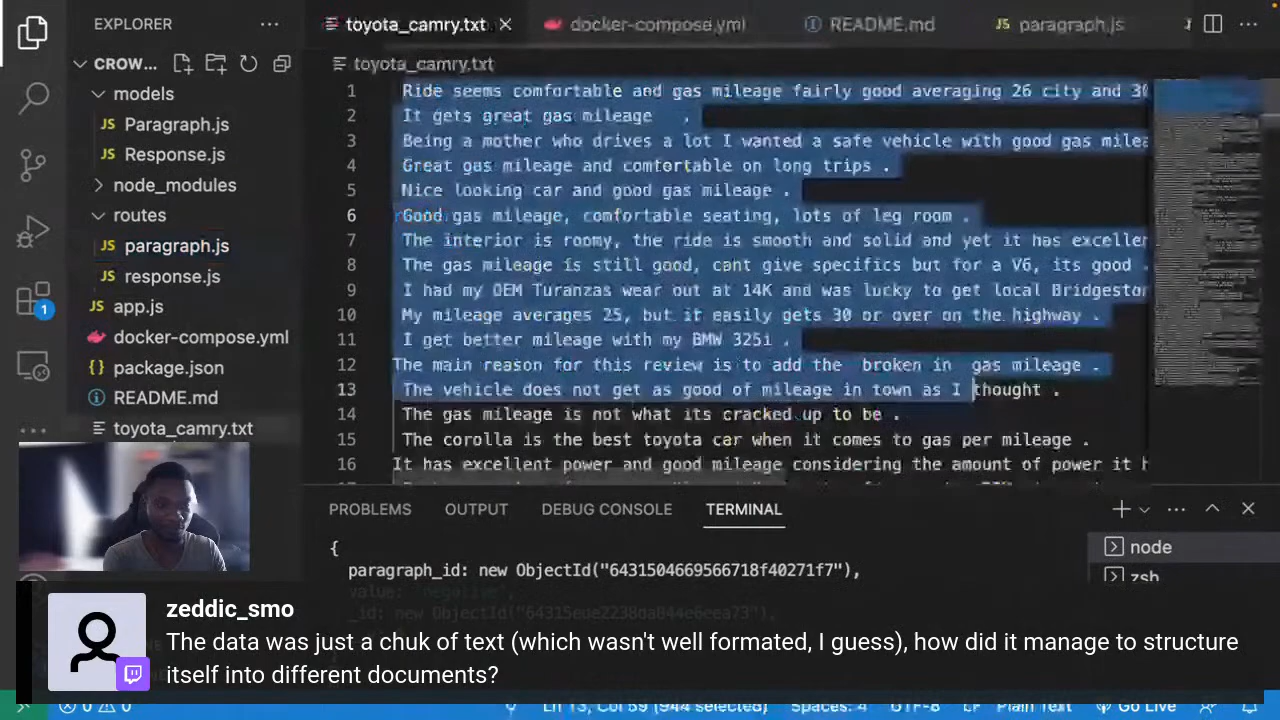 EXPLORER
toyota_camry.txt
docker-compose.yml
README.md
paragraph.js
CROW...
toyota_camry.txt
models
Paragraph.js
Response.js
node_modules
routes
paragraph.js
response.js
app.js
docker-compose.yml
package.json
README.md
toyota_camry.txt
1 Ride seems comfortable and gas mileage fairly good averaging 26 city and 30
2 It gets great gas mileage .
3 Being a mother who drives a lot I wanted a safe vehicle with good gas milea
4 Great gas mileage and comfortable on long trips .
5 Nice looking car and good gas mileage .
6 Good gas mileage, comfortable seating, lots of leg room .
7 The interior is roomy, the ride is smooth and solid and yet it has exceller
8 The gas mileage is still good, cant give specifics but for a V6, its good .
9 I had my OEM Turanzas wear out at 14K and was lucky to get local Bridgestor
10 My mileage averages 25, but it easily gets 30 or over on the highway .
11 I get better mileage with my BMW 325i .
12 The main reason for this review is to add the broken in gas mileage .
13 The vehicle does not get as good of mileage in town as I thought .
14 The gas mileage is not what its cracked up to be .
15 The corolla is the best toyota car when it comes to gas per mileage .
16 It has excellent power and good mileage considering the amount of power it h
PROBLEMS
OUTPUT
DEBUG CONSOLE
TERMINAL
node
zsh
{
paragraph_id: new ObjectId("6431504669566718f40271f7"),
1
zeddic_smo
The data was just a chuk of text (which wasn't well formated, I guess), how did it manage to structure
itself into different documents?
0 0
Ln 13, Col 59 (944 selected)
Spaces: 4
UTF-8
LF
Plain Text
Go Live